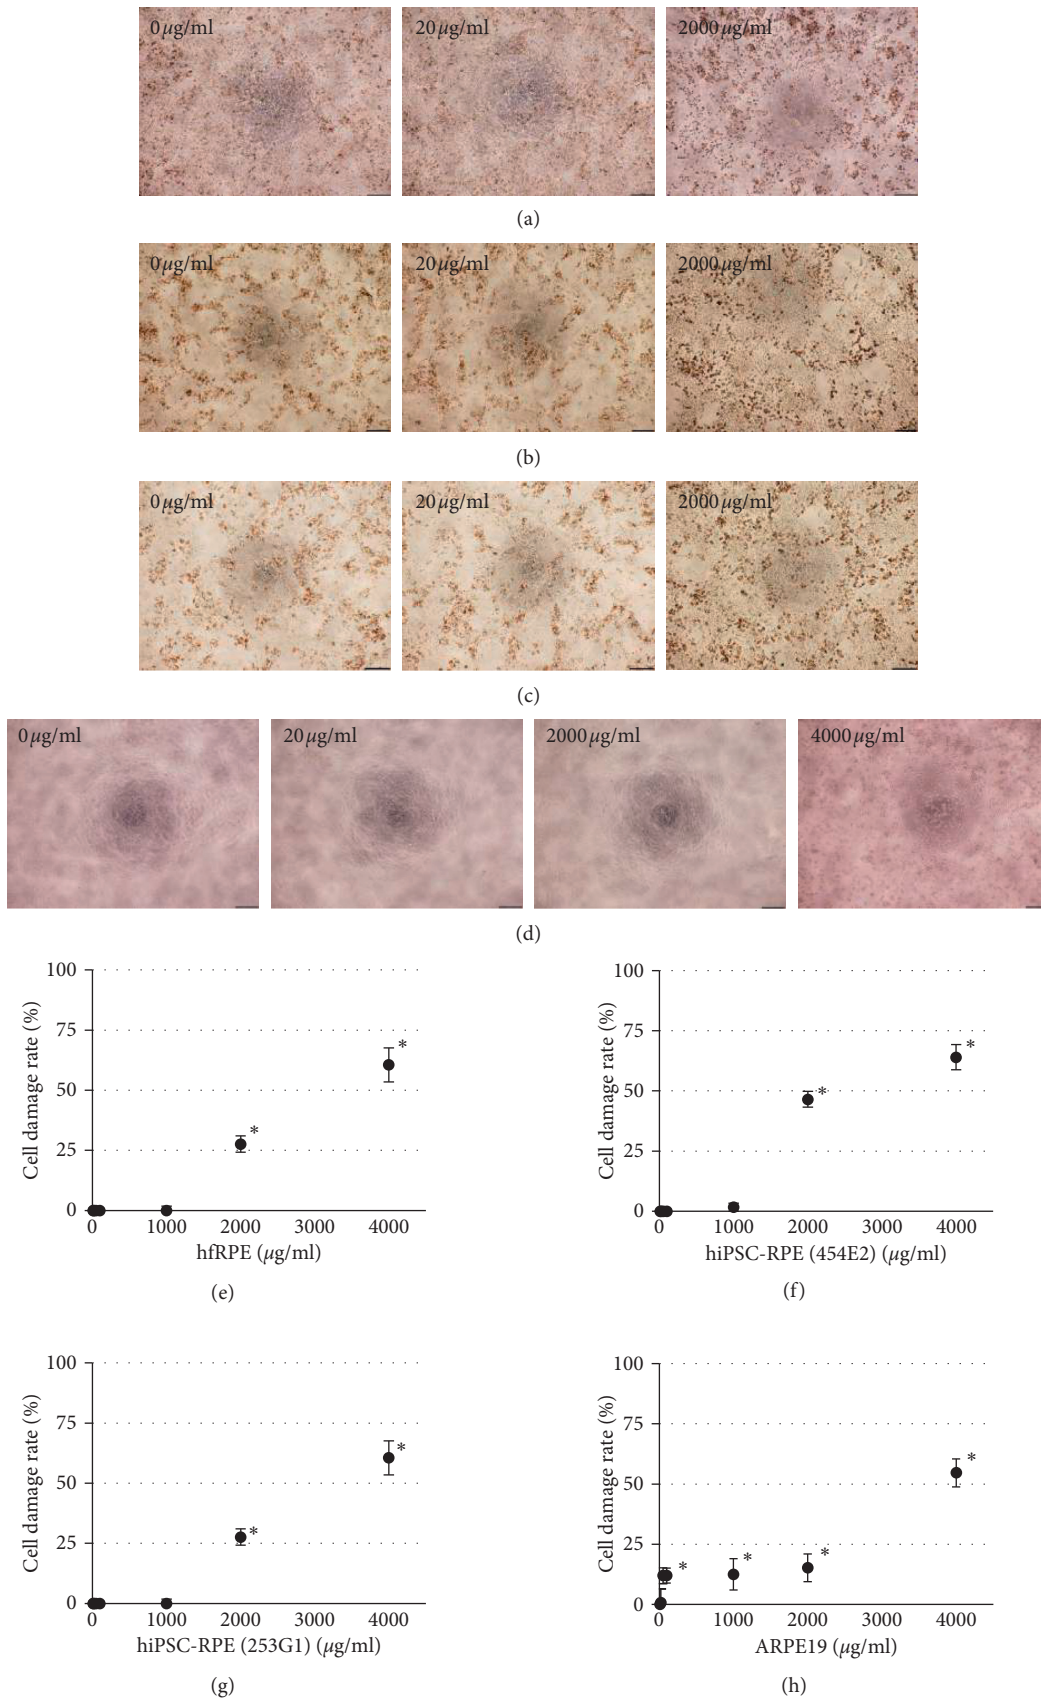 0 μg/ml 20 μg/ml 2000 μg/ml
(a)
0 μg/ml 20 μg/ml 2000 μg/ml
(b)
0 μg/ml 20 μg/ml 2000 μg/ml
(c)
0 μg/ml 20 μg/ml 2000 μg/ml 4000 μg/ml
(d)
Cell damage rate (%)
100
75
50
25
0
* *
0 1000 2000 3000 4000
hfRPE (μg/ml)
(e)
Cell damage rate (%)
100
75
50
25
0
* *
0 1000 2000 3000 4000
hiPSC-RPE (454E2) (μg/ml)
(f)
Cell damage rate (%)
100
75
50
25
0
* *
0 1000 2000 3000 4000
hiPSC-RPE (253G1) (μg/ml)
(g)
Cell damage rate (%)
100
75
50
25
0
* * * *
0 1000 2000 3000 4000
ARPE19 (μg/ml)
(h)